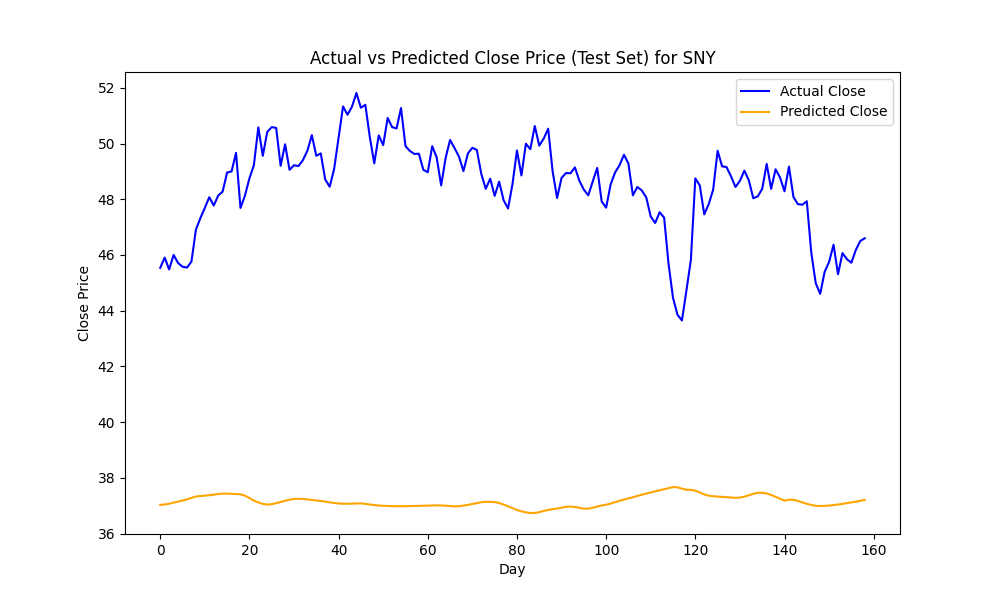 Actual vs Predicted Close Price (Test Set) for SNY
Actual Close
Predicted Close
Close Price
52
50
48
46
44
42
40
38
36
0 20 40 60 80 100 120 140 160
Day